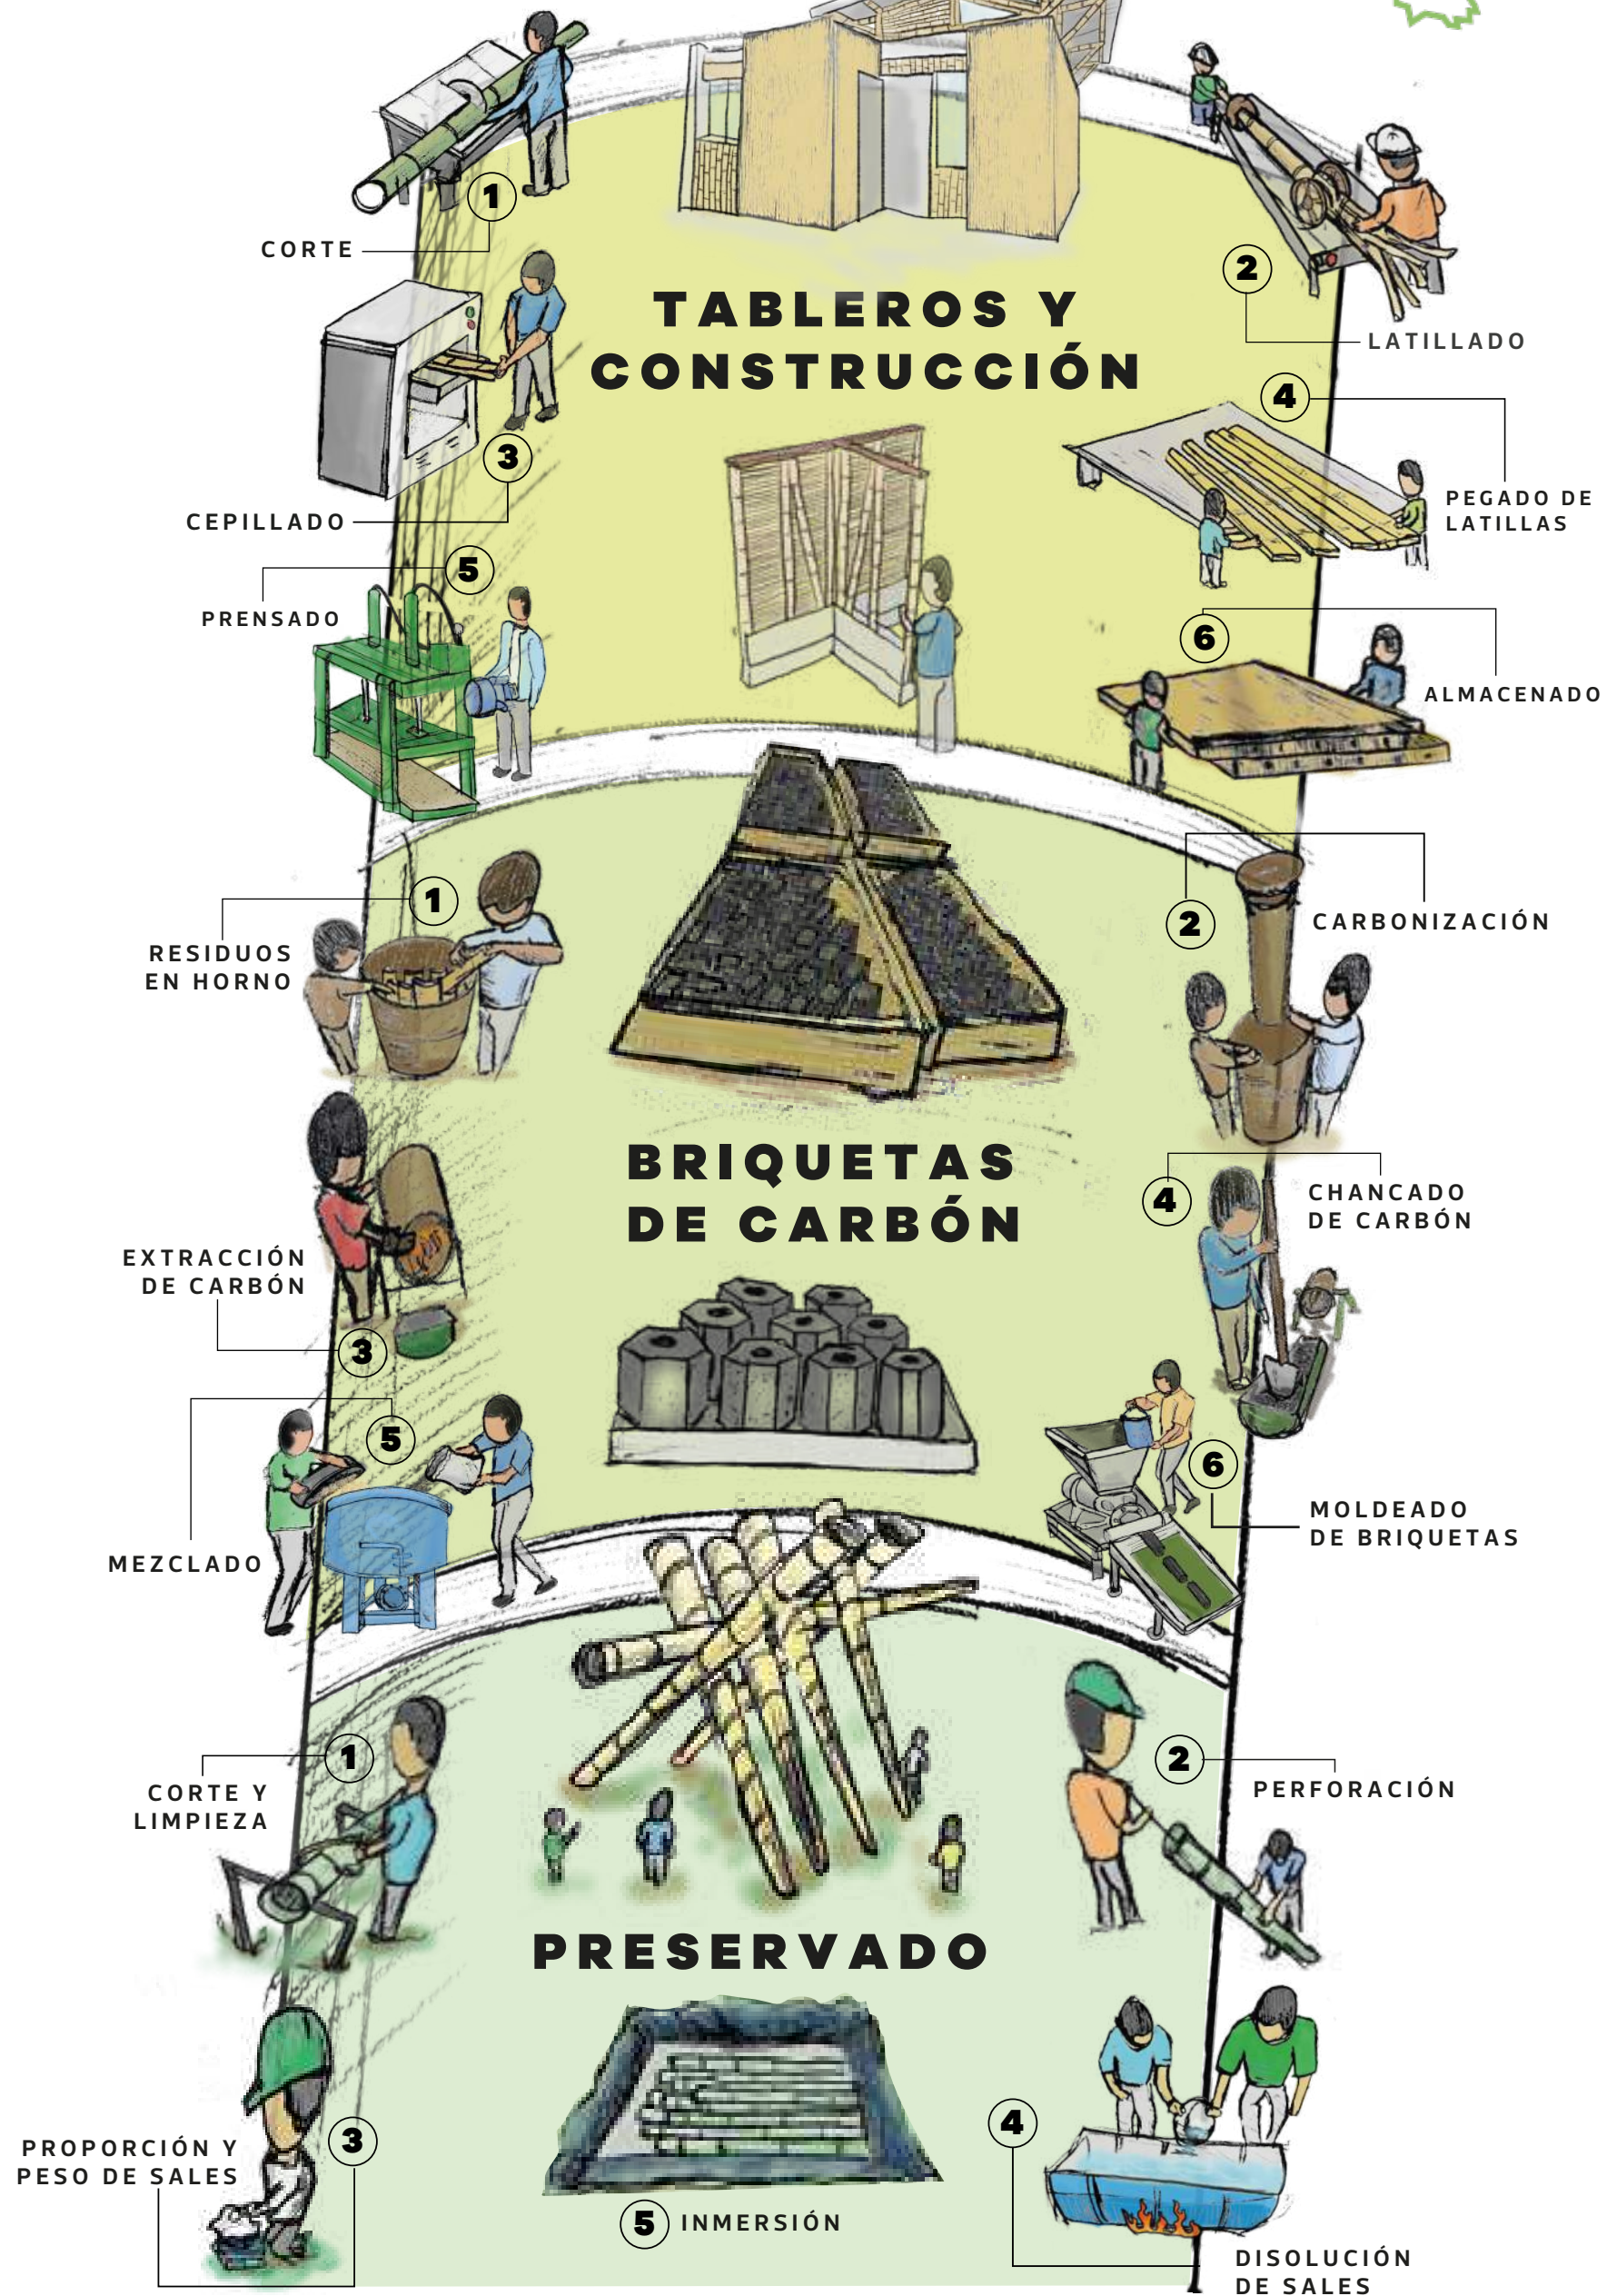 1
CORTE
TABLEROS Y
CONSTRUCCIÓN
2
LATILLADO
3
CEPILLADO
4
PEGADO DE
LATILLAS
5
PRENSADO
6
ALMACENADO
1
RESIDUOS
EN HORNO
2
CARBONIZACIÓN
BRIQUETAS
DE CARBÓN
EXTRACCIÓN
DE CARBÓN
3
4
CHANCADO
DE CARBÓN
5
MEZCLADO
6
MOLDEADO
DE BRIQUETAS
1
CORTE Y
LIMPIEZA
2
PERFORACIÓN
PRESERVADO
3
PROPORCIÓN Y
PESO DE SALES
4
DISOLUCIÓN
DE SALES
5 INMERSIÓN